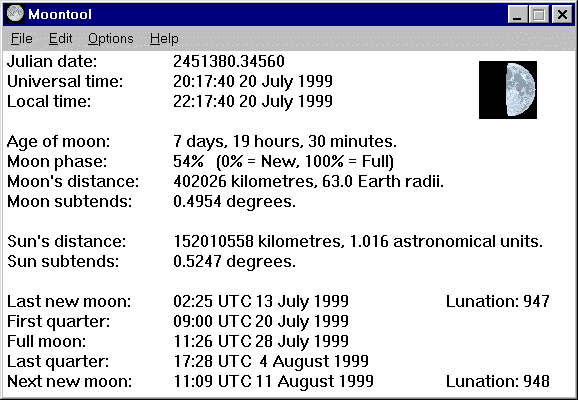 Moontool
File Edit Options Help
Julian date: 2451380.34560
Universal time: 20:17:40 20 July 1999
Local time: 22:17:40 20 July 1999
Age of moon: 7 days, 19 hours, 30 minutes.
Moon phase: 54% (0% = New, 100% = Full)
Moon's distance: 402026 kilometres, 63.0 Earth radii.
Moon subtends: 0.4954 degrees.
Sun's distance: 152010558 kilometres, 1.016 astronomical units.
Sun subtends: 0.5247 degrees.
Last new moon: 02:25 UTC 13 July 1999 Lunation: 947
First quarter: 09:00 UTC 20 July 1999
Full moon: 11:26 UTC 28 July 1999
Last quarter: 17:28 UTC 4 August 1999
Next new moon: 11:09 UTC 11 August 1999 Lunation: 948